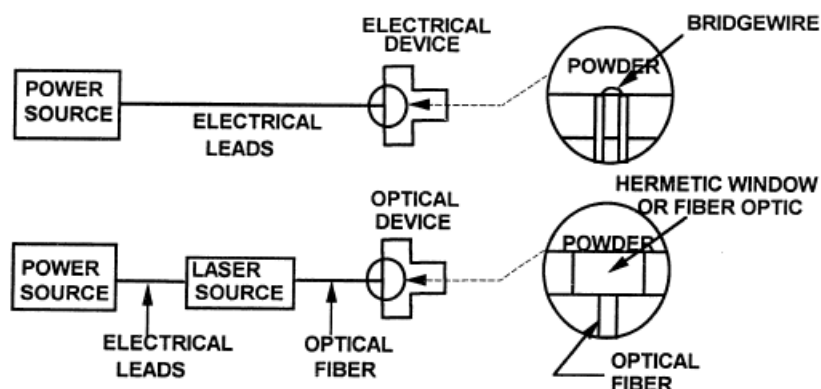 ELECTRICAL
DEVICE
BRIDGEWIRE
POWDER
POWER
SOURCE
ELECTRICAL
LEADS
OPTICAL
DEVICE
HERMETIC WINDOW
OR FIBER OPTIC
POWDER
POWER
SOURCE
LASER
SOURCE
ELECTRICAL
LEADS
OPTICAL
FIBER
OPTICAL
FIBER